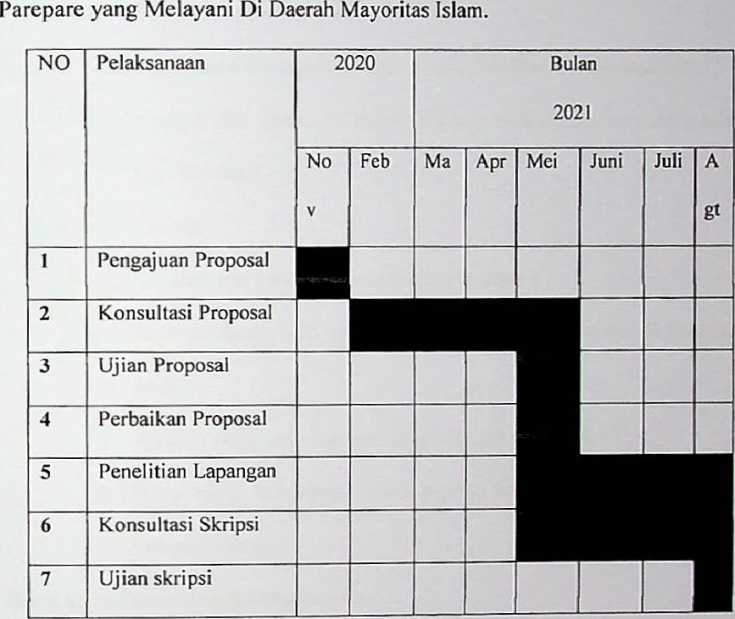 Parepare yang Melayani Di Daerah Mayoritas Islam.
NO Pelaksanaan 2020 Bulan
2021
No Feb Ma Apr Mei Juni Juli A
v gt
1 Pengajuan Proposal
2 Konsultasi Proposal
3 Ujian Proposal
4 Perbaikan Proposal
5 Penelitian Lapangan
6 Konsultasi Skripsi
7 Ujian skripsi